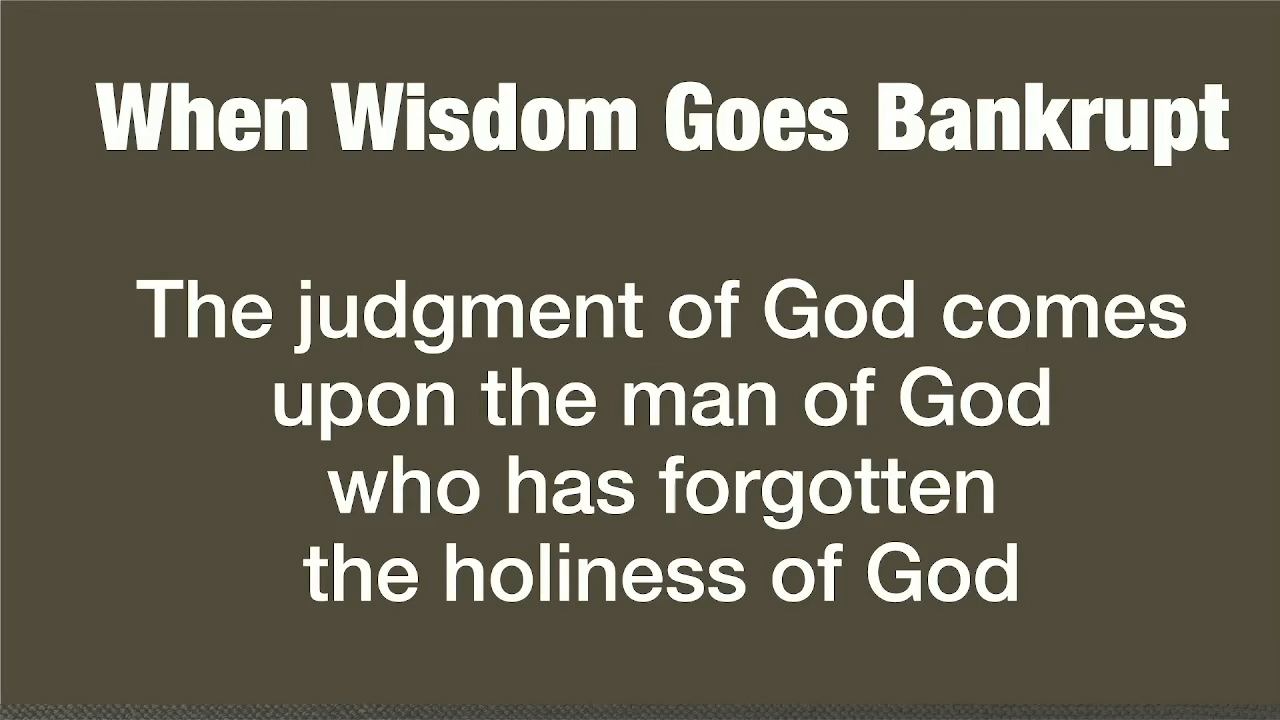 When Wisdom Goes Bankrupt
The judgment of God comes
upon the man of God
who has forgotten
the holiness of God